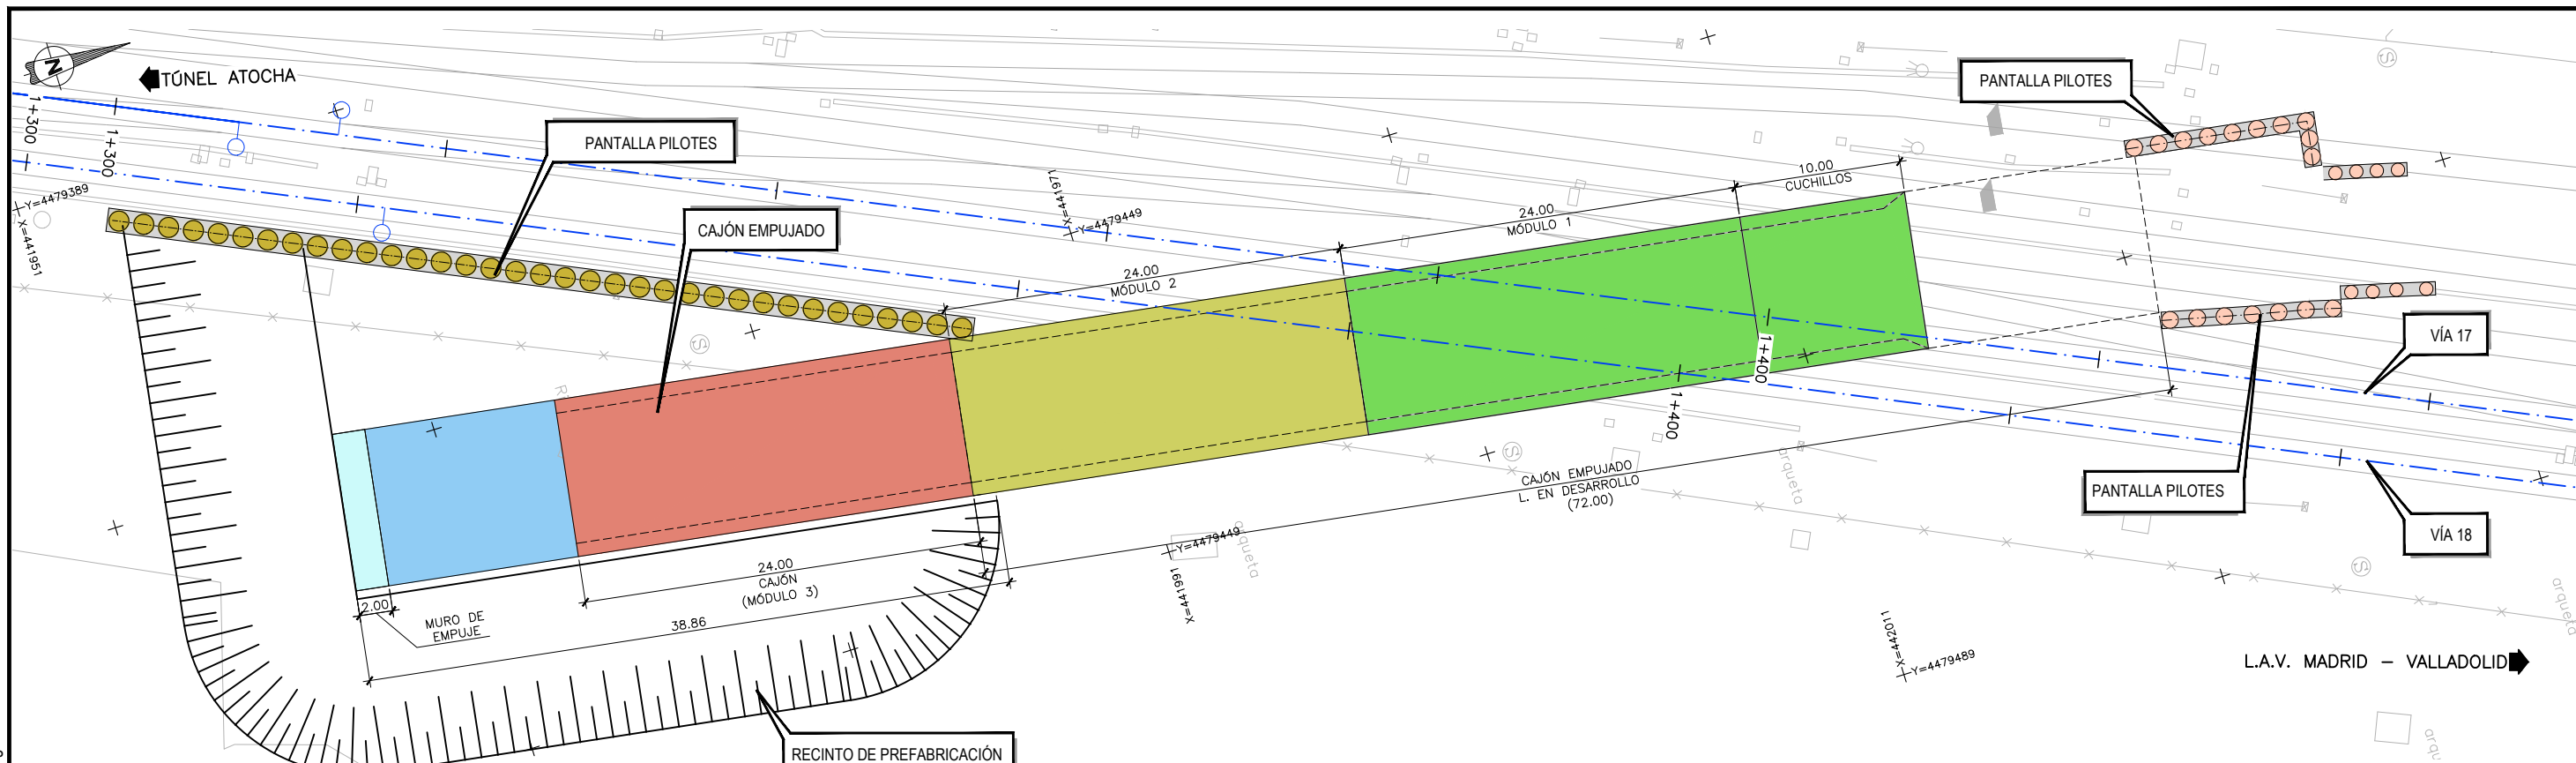 N
TÚNEL ATOCHA
1+300
1+300
Y=4479389
X=441951
PANTALLA PILOTES
CAJÓN EMPUJADO
X=441971
Y=4479449
24.00
MÓDULO 2
24.00
MÓDULO 1
10.00
CUCHILLOS
PANTALLA PILOTES
1+400
1+400
VÍA 17
PANTALLA PILOTES
VÍA 18
CAJÓN EMPUJADO
L. EN DESARROLLO
(72.00)
arqueta
arqueta
arqueta
Y=4479449
X=441991
X=442011
Y=4479489
24.00
CAJÓN
(MÓDULO 3)
38.86
2.00
MURO DE
EMPUJE
RECINTO DE PREFABRICACIÓN
L.A.V. MADRID – VALLADOLID
S
S
S
S